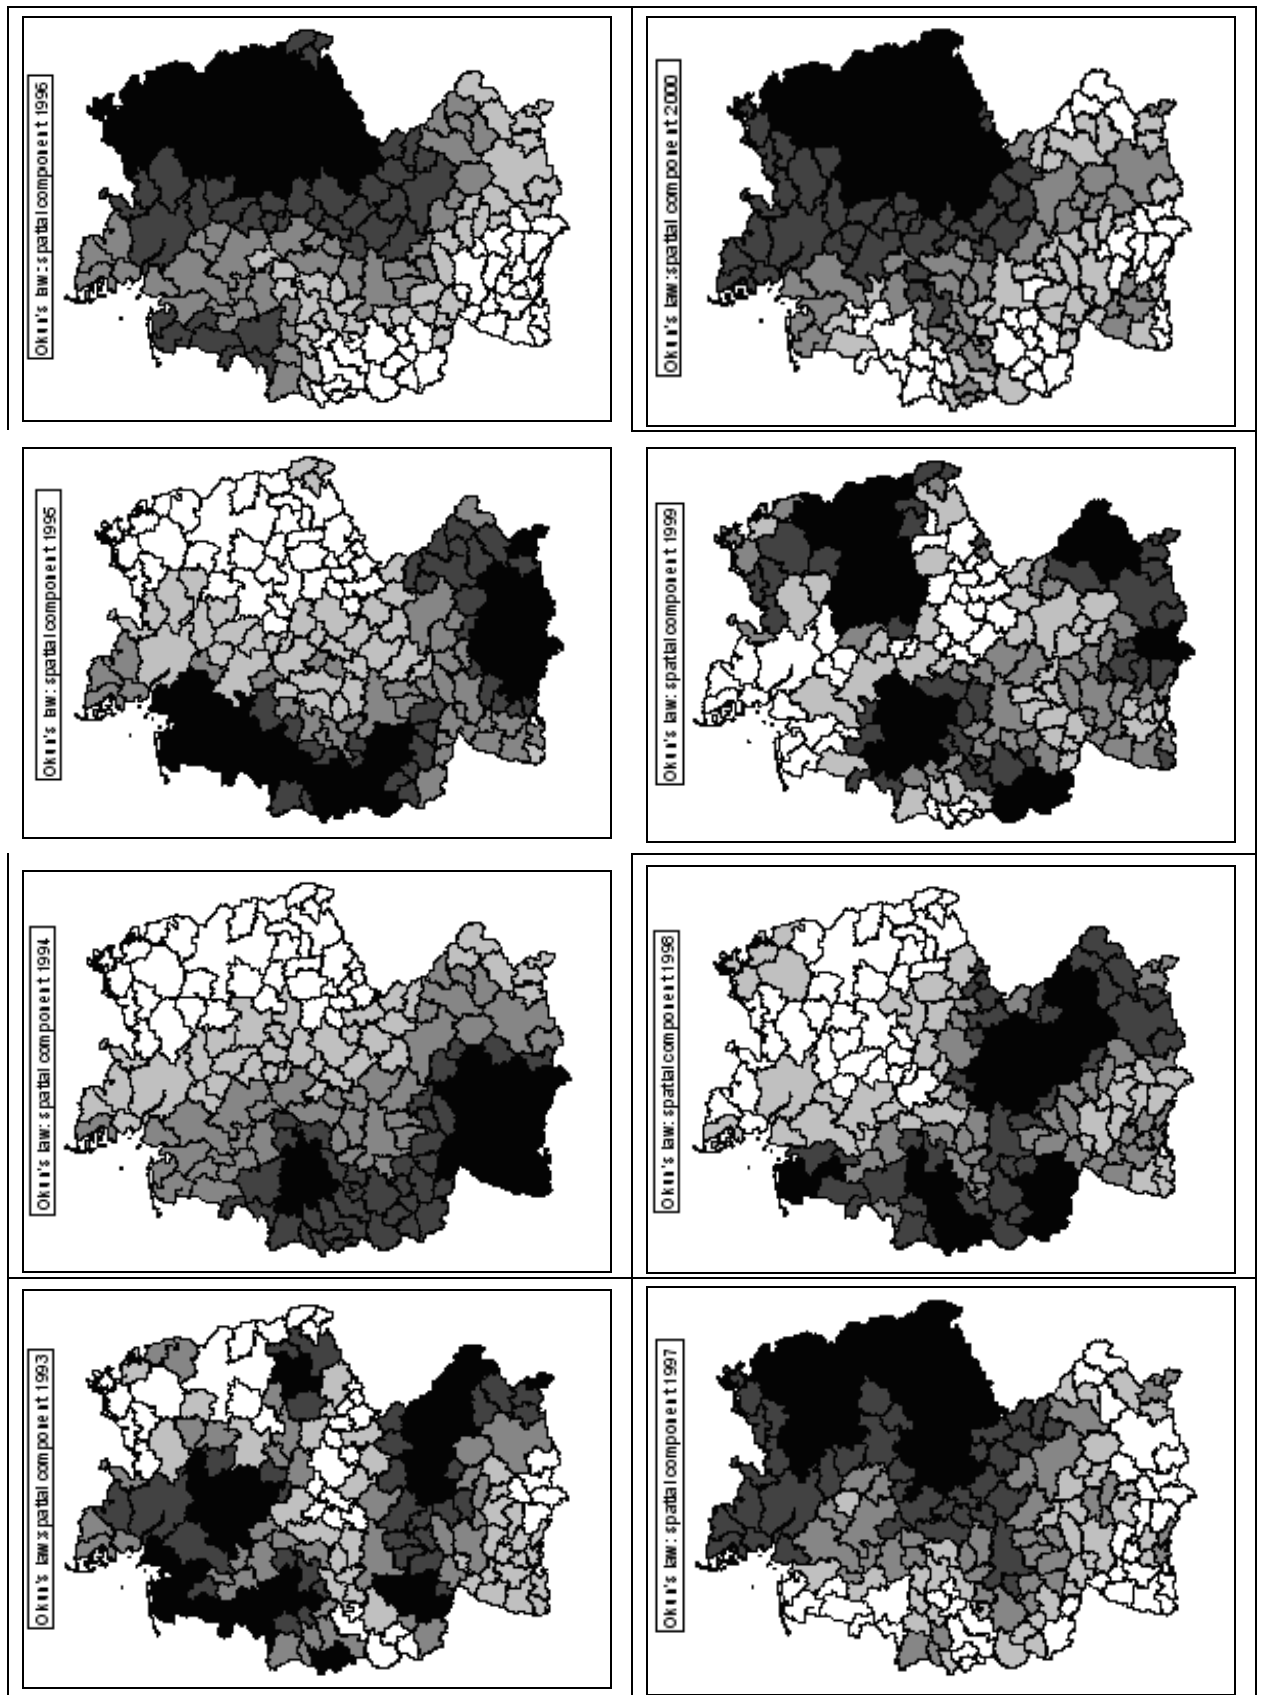 Okun's law spatial component 1993
Okun's law: spatial component 1994
Okun's law: spatial component 1995
Okun's law: spatial component 1996
Okun's law: spatial component 1997
Okun's law: spatial component 1998
Okun's law: spatial component 1999
Okun's law: spatial component 2000